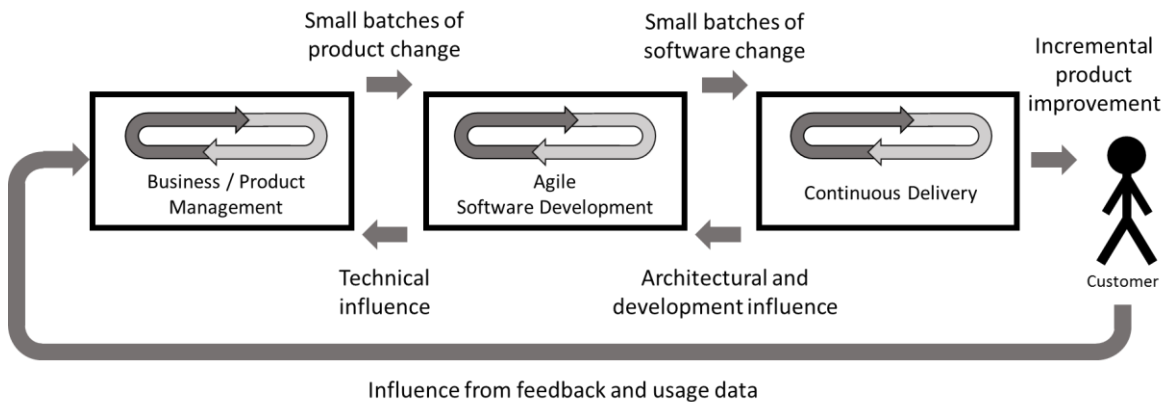 Small batches of
product change
Small batches of
software change
Incremental
product
improvement
Business / Product
Management
Agile
Software Development
Continuous Delivery
Technical
influence
Architectural and
development influence
Customer
Influence from feedback and usage data